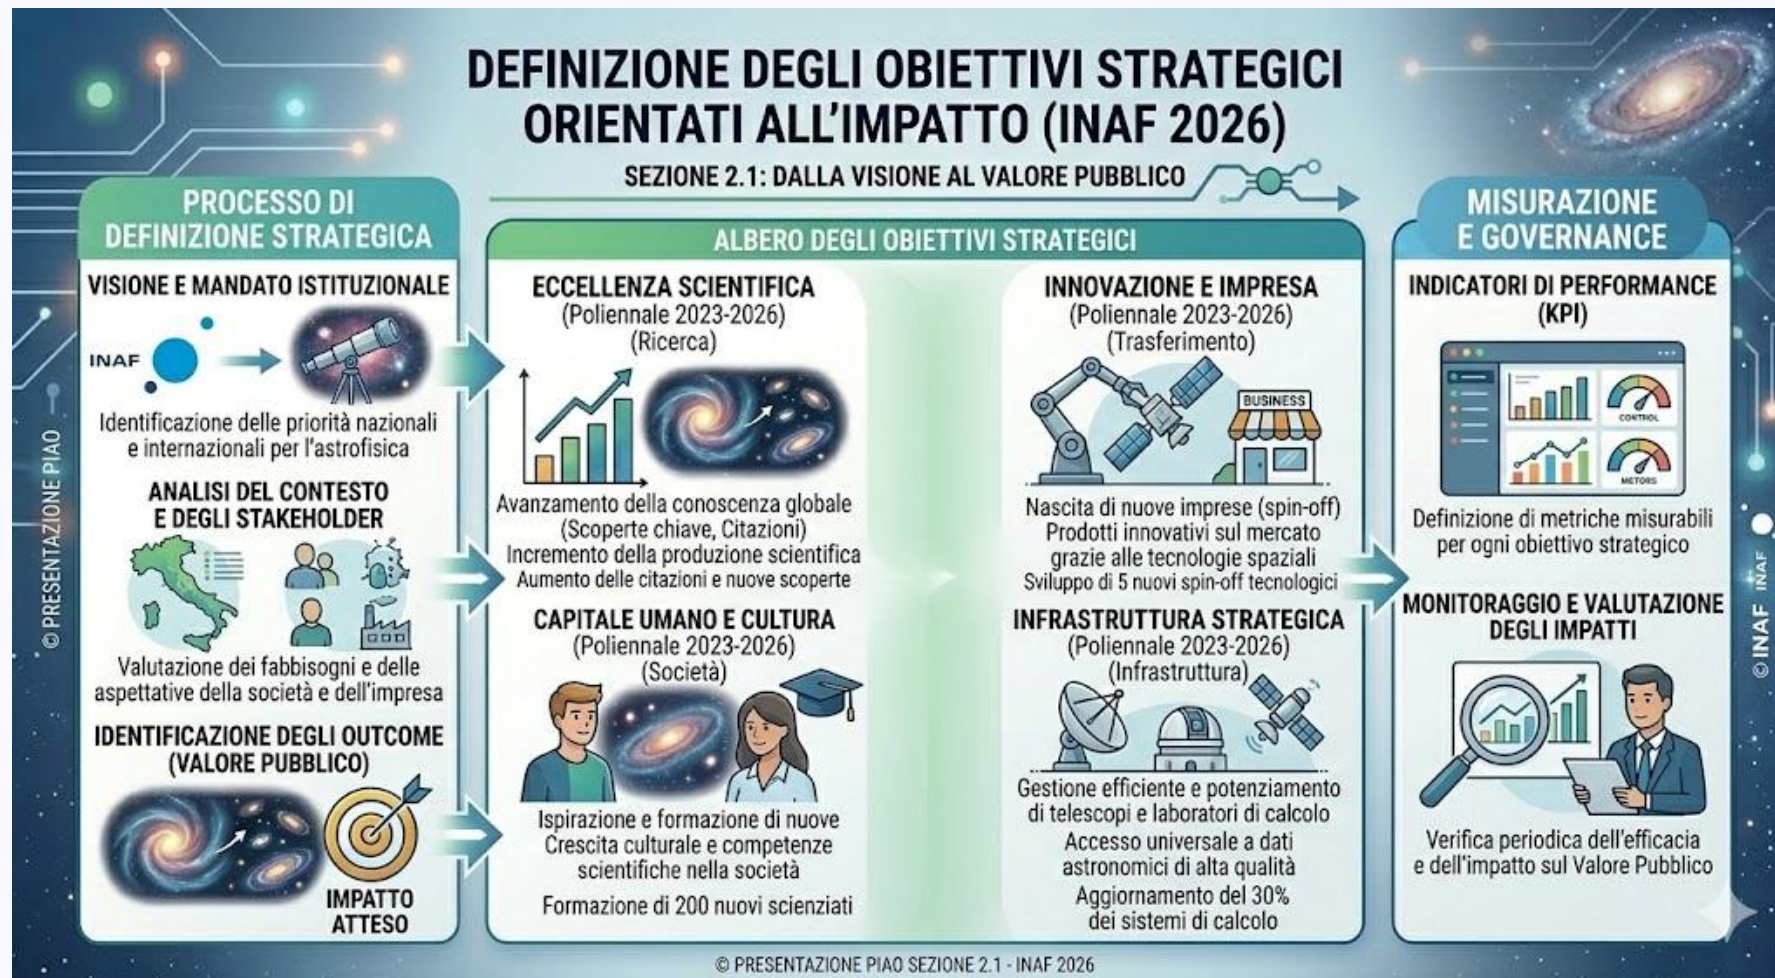 DEFINIZIONE DEGLI OBIETTIVI STRATEGICI
ORIENTATI ALL'IMPATTO (INAF 2026)
SEZIONE 2.1: DALLA VISIONE AL VALORE PUBBLICO
PROCESSO DI
DEFINIZIONE STRATEGICA
VISIONE E MANDATO ISTITUZIONALE
INAF
Identificazione delle priorità nazionali
e internazionali per l'astrofisica
ANALISI DEL CONTESTO
E DEGLI STAKEHOLDER
Valutazione dei fabbisogni e delle
aspettative della società e dell'impresa
IDENTIFICAZIONE DEGLI OUTCOME
(VALORE PUBBLICO)
IMPATTO
ATTESO
ALBERO DEGLI OBIETTIVI STRATEGICI
ECCELLENZA SCIENTIFICA
(Poliennale 2023-2026)
(Ricerca)
Avanzamento della conoscenza globale
(Scoperte chiave, Citazioni)
Incremento della produzione scientifica
Aumento delle citazioni e nuove scoperte
CAPITALE UMANO E CULTURA
(Poliennale 2023-2026)
(Società)
Ispirazione e formazione di nuove
Crescita culturale e competenze
scientifiche nella società
Formazione di 200 nuovi scienziati
INNOVAZIONE E IMPRESA
(Poliennale 2023-2026)
(Trasferimento)
BUSINESS
Nascita di nuove imprese (spin-off)
Prodotti innovativi sul mercato
grazie alle tecnologie spaziali
Sviluppo di 5 nuovi spin-off tecnologici
INFRASTRUTTURA STRATEGICA
(Poliennale 2023-2026)
(Infrastruttura)
Gestione efficiente e potenziamento
di telescopi e laboratori di calcolo
Accesso universale a dati
astronomici di alta qualità
Aggiornamento del 30%
dei sistemi di calcolo
MISURAZIONE
E GOVERNANCE
INDICATORI DI PERFORMANCE
(KPI)
CONTROL
METORS
Definizione di metriche misurabili
per ogni obiettivo strategico
MONITORAGGIO E VALUTAZIONE
DEGLI IMPATTI
Verifica periodica dell'efficacia
e dell'impatto sul Valore Pubblico
© PRESENTAZIONE PIAO
© INAF INAF
© PRESENTAZIONE PIAO SEZIONE 2.1 - INAF 2026